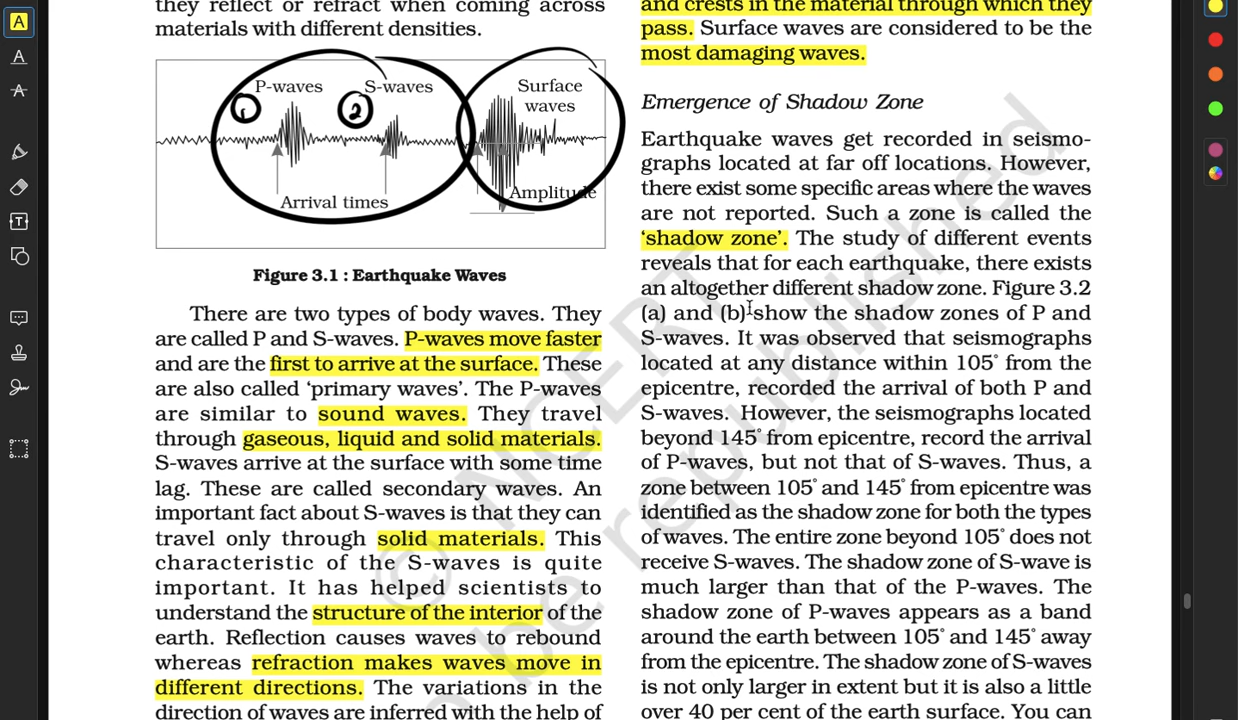 they reflect or refract when coming across
materials with different densities.
P-waves
S-waves
Surface
waves
1
2
Arrival times
Amplitude
Figure 3.1 : Earthquake Waves
There are two types of body waves. They
are called P and S-waves. P-waves move faster
and are the first to arrive at the surface. These
are also called ‘primary waves’. The P-waves
are similar to sound waves. They travel
through gaseous, liquid and solid materials.
S-waves arrive at the surface with some time
lag. These are called secondary waves. An
important fact about S-waves is that they can
travel only through solid materials. This
characteristic of the S-waves is quite
important. It has helped scientists to
understand the structure of the interior of the
earth. Reflection causes waves to rebound
whereas refraction makes waves move in
different directions. The variations in the
direction of waves are inferred with the help of
and crests in the material through which they
pass. Surface waves are considered to be the
most damaging waves.
Emergence of Shadow Zone
Earthquake waves get recorded in seismo-
graphs located at far off locations. However,
there exist some specific areas where the waves
are not reported. Such a zone is called the
‘shadow zone’. The study of different events
reveals that for each earthquake, there exists
an altogether different shadow zone. Figure 3.2
(a) and (b) show the shadow zones of P and
S-waves. It was observed that seismographs
located at any distance within 105° from the
epicentre, recorded the arrival of both P and
S-waves. However, the seismographs located
beyond 145° from epicentre, record the arrival
of P-waves, but not that of S-waves. Thus, a
zone between 105° and 145° from epicentre was
identified as the shadow zone for both the types
of waves. The entire zone beyond 105° does not
receive S-waves. The shadow zone of S-wave is
much larger than that of the P-waves. The
shadow zone of P-waves appears as a band
around the earth between 105° and 145° away
from the epicentre. The shadow zone of S-waves
is not only larger in extent but it is also a little
over 40 per cent of the earth surface. You can
© NCERT
be republished
A
A
A
T